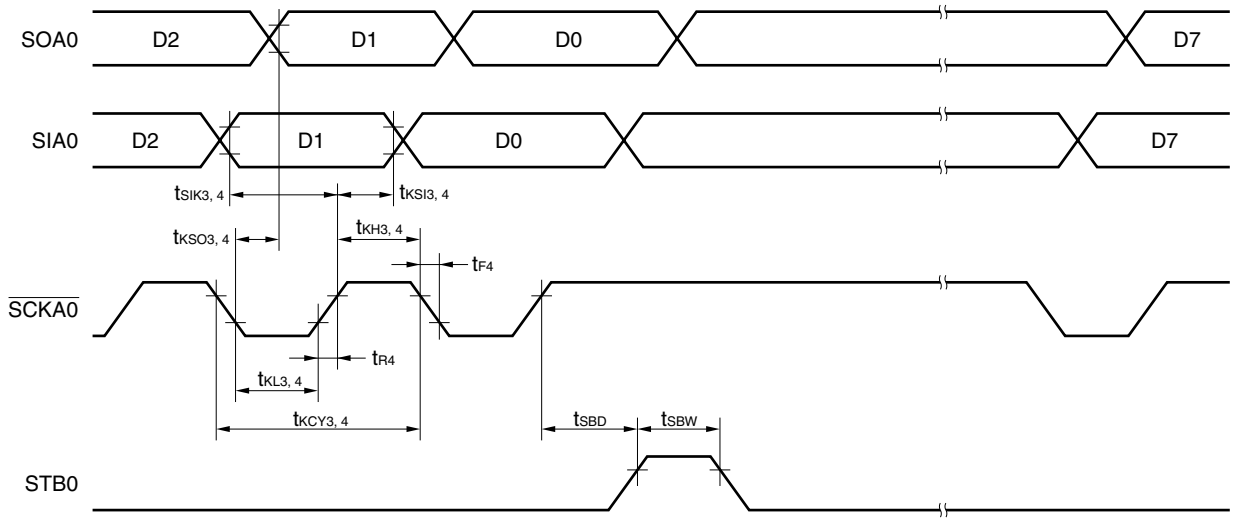 SOA0 D2 D1 D0 D7
SIA0 D2 D1 D0 D7
tSIK3, 4 tKSI3, 4
tKSO3, 4 tKH3, 4
tF4
SCKA0
tR4
tKL3, 4
tKCY3, 4 tSBD tSBW
STB0